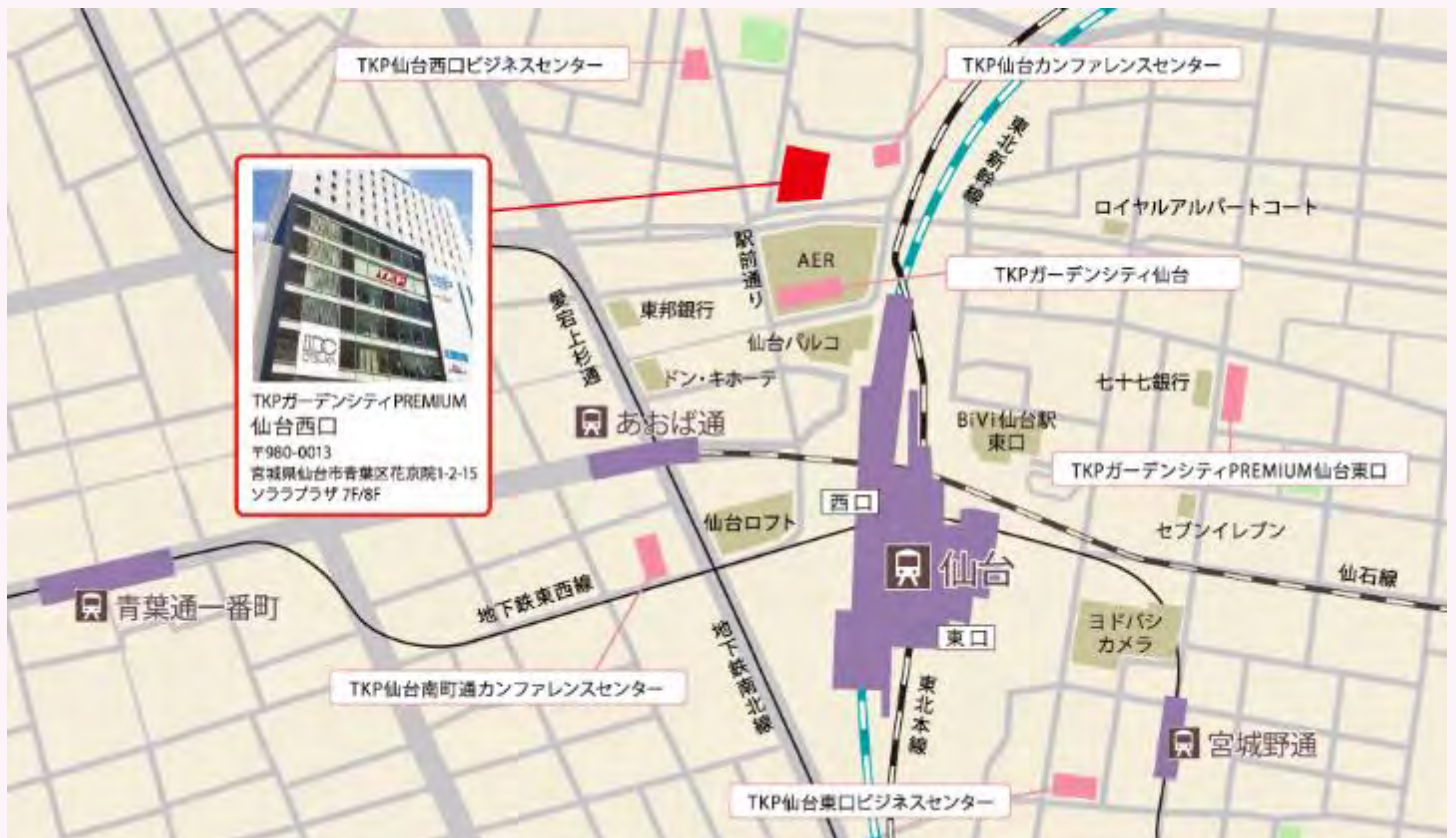 TKP仙台西口ビジネスセンター
TKP仙台カンファレンスセンター
東北新幹線
ロイヤルアルパートコート
駅前通り
AER
TKPガーデンシティ仙台
愛宕上杉通
東邦銀行
仙台パルコ
ドン・キホーテ
七十七銀行
TKP
TKPガーデンシティPREMIUM
仙台西口
〒980-0013
宮城県仙台市青葉区花京院1-2-15
ソララプラザ 7F/8F
あおば通
BiVi仙台駅
東口
TKPガーデンシティPREMIUM仙台東口
西口
仙台ロフト
セブンイレブン
仙台
仙石線
青葉通一番町
地下鉄東西線
ヨドバシ
カメラ
東口
地下鉄南北線
TKP仙台南町通カンファレンスセンター
東北本線
宮城野通
TKP仙台東口ビジネスセンター